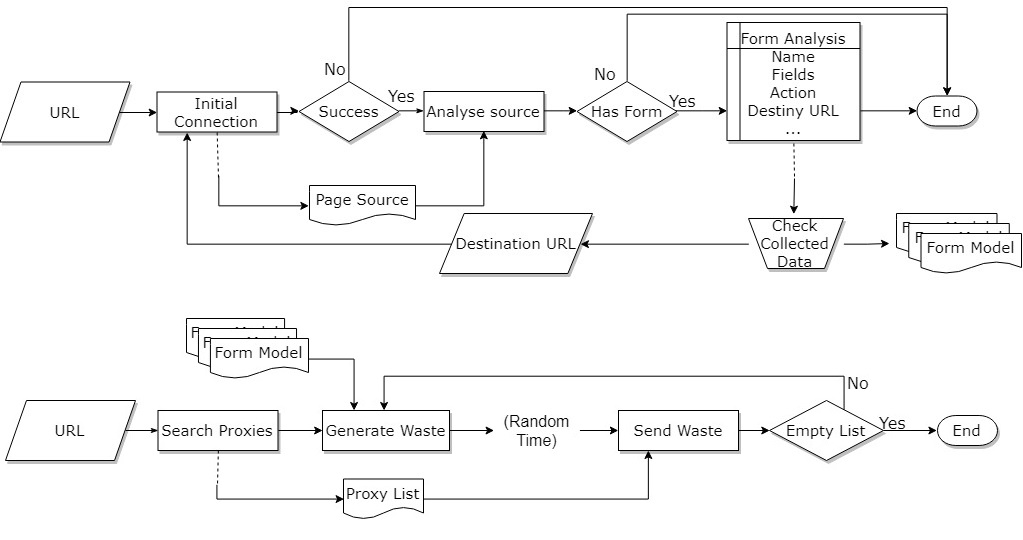 No
No
Form Analysis
Name
Fields
Action
Destiny URL
...
URL
Initial
Connection
Success
Yes
Analyse source
Has Form
Yes
End
Page Source
Destination URL
Check
Collected
Data
Form Model
Form Model
URL
Search Proxies
Generate Waste
(Random
Time)
Send Waste
Empty List
No
Yes
End
Proxy List